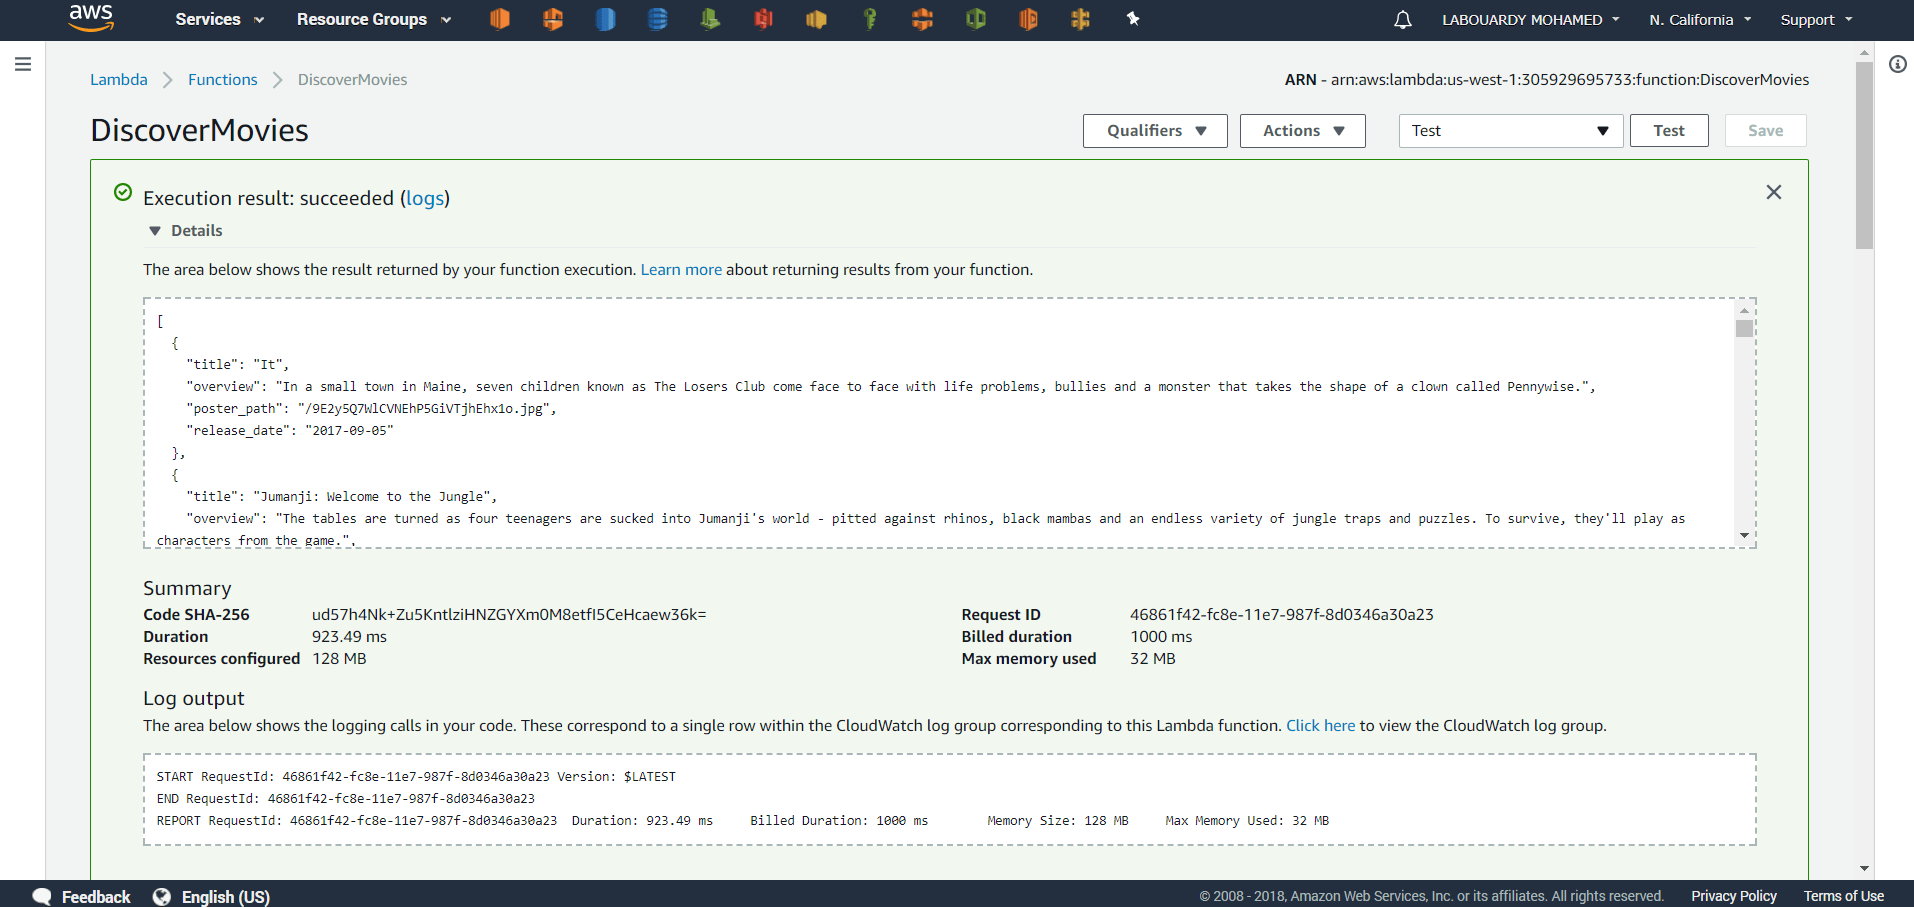 aws Services Resource Groups LABOUARDY MOHAMED N. California Support
Lambda Functions DiscoverMovies ARN - arn:aws:lambda:us-west-1:305929695733:function:DiscoverMovies
DiscoverMovies Qualifiers Actions Test Test Save
Execution result: succeeded (logs)
Details
The area below shows the result returned by your function execution. Learn more about returning results from your function.
[
{
"title": "It",
"overview": "In a small town in Maine, seven children known as The Losers Club come face to face with life problems, bullies and a monster that takes the shape of a clown called Pennywise.",
"poster_path": "/9E2y5Q7WlCVNEhP5GiVTjhEhx1o.jpg",
"release_date": "2017-09-05"
},
{
"title": "Jumanji: Welcome to the Jungle",
"overview": "The tables are turned as four teenagers are sucked into Jumanji's world - pitted against rhinos, black mambas and an endless variety of jungle traps and puzzles. To survive, they'll play as
characters from the game.",
Summary
Code SHA-256 ud57h4Nk+Zu5KntlziHNZGYXm0M8etfI5CeHcaew36k= Request ID 46861f42-fc8e-11e7-987f-8d0346a30a23
Duration 923.49 ms Billed duration 1000 ms
Resources configured 128 MB Max memory used 32 MB
Log output
The area below shows the logging calls in your code. These correspond to a single row within the CloudWatch log group corresponding to this Lambda function. Click here to view the CloudWatch log group.
START RequestId: 46861f42-fc8e-11e7-987f-8d0346a30a23 Version: $LATEST
END RequestId: 46861f42-fc8e-11e7-987f-8d0346a30a23
REPORT RequestId: 46861f42-fc8e-11e7-987f-8d0346a30a23 Duration: 923.49 ms Billed Duration: 1000 ms Memory Size: 128 MB Max Memory Used: 32 MB
Feedback English (US) © 2008 - 2018, Amazon Web Services, Inc. or its affiliates. All rights reserved. Privacy Policy Terms of Use